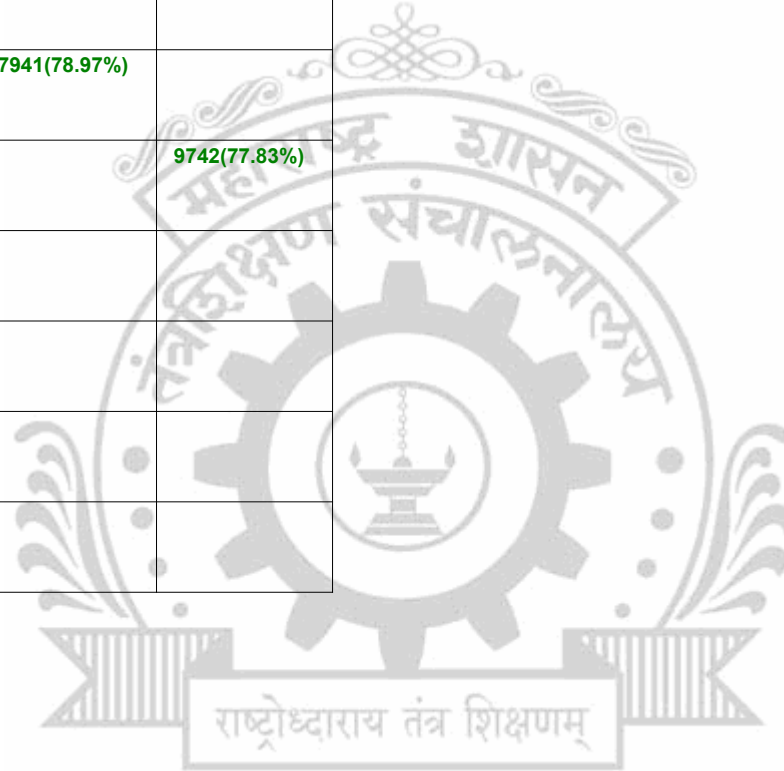 7941(78.97%)
9742(77.83%)
महाराष्ट्र शासन
तंत्रशिक्षण संचालनालय
राष्ट्रोध्दाराय तंत्र शिक्षणम्